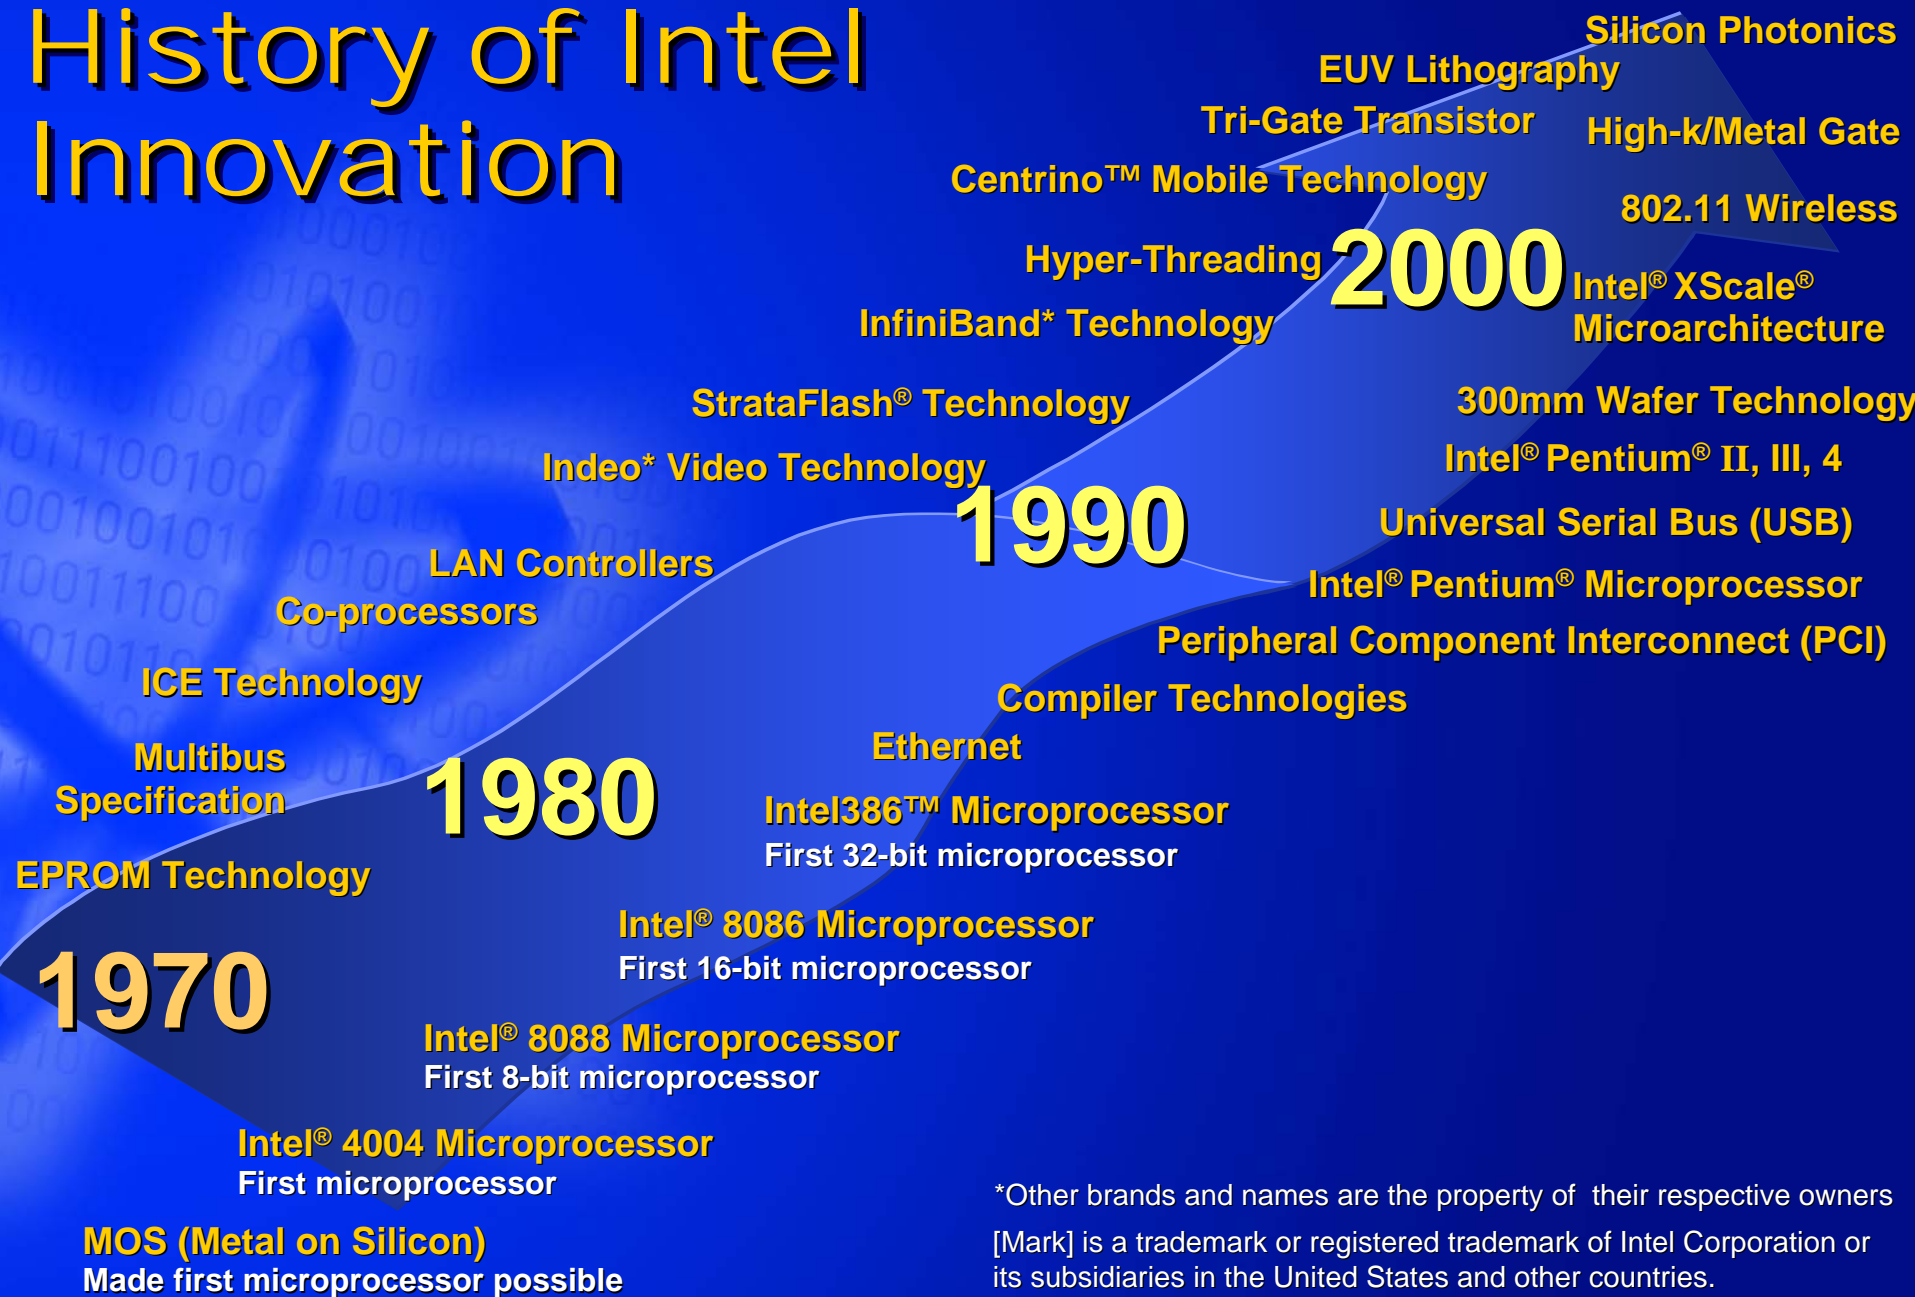 History of Intel
Innovation
Silicon Photonics
EUV Lithography
Tri-Gate Transistor
High-k/Metal Gate
Centrino™ Mobile Technology
802.11 Wireless
Hyper-Threading
2000
Intel® XScale®
Microarchitecture
InfiniBand* Technology
StrataFlash® Technology
300mm Wafer Technology
Indeo* Video Technology
Intel® Pentium® II, III, 4
1990
Universal Serial Bus (USB)
LAN Controllers
Intel® Pentium® Microprocessor
Co-processors
Peripheral Component Interconnect (PCI)
ICE Technology
Compiler Technologies
Multibus
Specification
Ethernet
1980
Intel386™ Microprocessor
First 32-bit microprocessor
EPROM Technology
Intel® 8086 Microprocessor
First 16-bit microprocessor
1970
Intel® 8088 Microprocessor
First 8-bit microprocessor
Intel® 4004 Microprocessor
First microprocessor
MOS (Metal on Silicon)
Made first microprocessor possible
*Other brands and names are the property of  their respective owners
[Mark] is a trademark or registered trademark of Intel Corporation or
its subsidiaries in the United States and other countries.